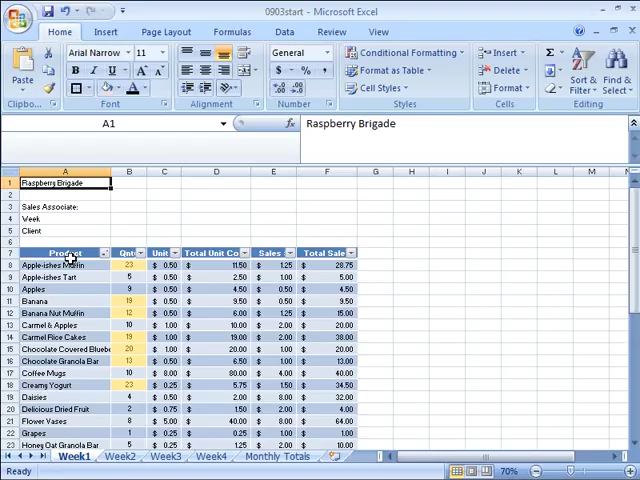 0903start - Microsoft Excel
Home Insert Page Layout Formulas Data Review View
Paste Arial Narrow 11 General Conditional Formatting Insert Σ
B I U A A $ % , Format as Table Delete Sort & Filter Find & Select
A Cell Styles Format
Clipboa... Font Alignment Number Styles Cells Editing
A1 fx Raspberry Brigade
A B C D E F G H I J K L M N
1 Raspberry Brigade
2
3 Sales Associate:
4 Week
5 Client
6
7 Product Qnt Unit Total Unit Co Sales Total Sale
8 Apple-ishes Muffin 23 $ 0.50 $ 11.50 $ 1.25 $ 28.75
9 Apple-ishes Tart 5 $ 0.50 $ 2.50 $ 1.00 $ 5.00
10 Apples 9 $ 0.50 $ 4.50 $ 0.50 $ 4.50
11 Banana 19 $ 0.50 $ 9.50 $ 0.50 $ 9.50
12 Banana Nut Muffin 12 $ 0.50 $ 6.00 $ 1.25 $ 15.00
13 Carmel & Apples 10 $ 1.00 $ 10.00 $ 2.00 $ 20.00
14 Carmel Rice Cakes 19 $ 1.00 $ 19.00 $ 2.00 $ 38.00
15 Chocolate Covered Bluebe 20 $ 1.00 $ 20.00 $ 2.00 $ 40.00
16 Chocolate Granola Bar 13 $ 0.50 $ 6.50 $ 1.00 $ 13.00
17 Coffee Mugs 10 $ 8.00 $ 80.00 $ 4.00 $ 40.00
18 Creamy Yogurt 23 $ 0.25 $ 5.75 $ 1.50 $ 34.50
19 Daisies 4 $ 0.50 $ 2.00 $ 8.00 $ 32.00
20 Delicious Dried Fruit 2 $ 0.75 $ 1.50 $ 2.00 $ 4.00
21 Flower Vases 8 $ 5.00 $ 40.00 $ 8.00 $ 64.00
22 Grapes 1 $ 0.25 $ 0.25 $ 1.00 $ 1.00
23 Honey Oat Granola Bar 5 $ 0.25 $ 1.25 $ 2.00 $ 10.00
Week1 Week2 Week3 Week4 Monthly Totals
Ready 70%